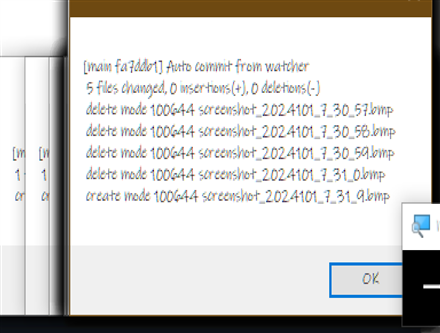 [main fa7ddb1] Auto commit from watcher
5 files changed, 0 insertions(+), 0 deletions(-)
delete mode 100644 screenshot_2024101_7_30_57.bmp
delete mode 100644 screenshot_2024101_7_30_58.bmp
delete mode 100644 screenshot_2024101_7_30_59.bmp
delete mode 100644 screenshot_2024101_7_31_0.bmp
create mode 100644 screenshot_2024101_7_31_9.bmp
[m [m
1 1
cr cr
OK